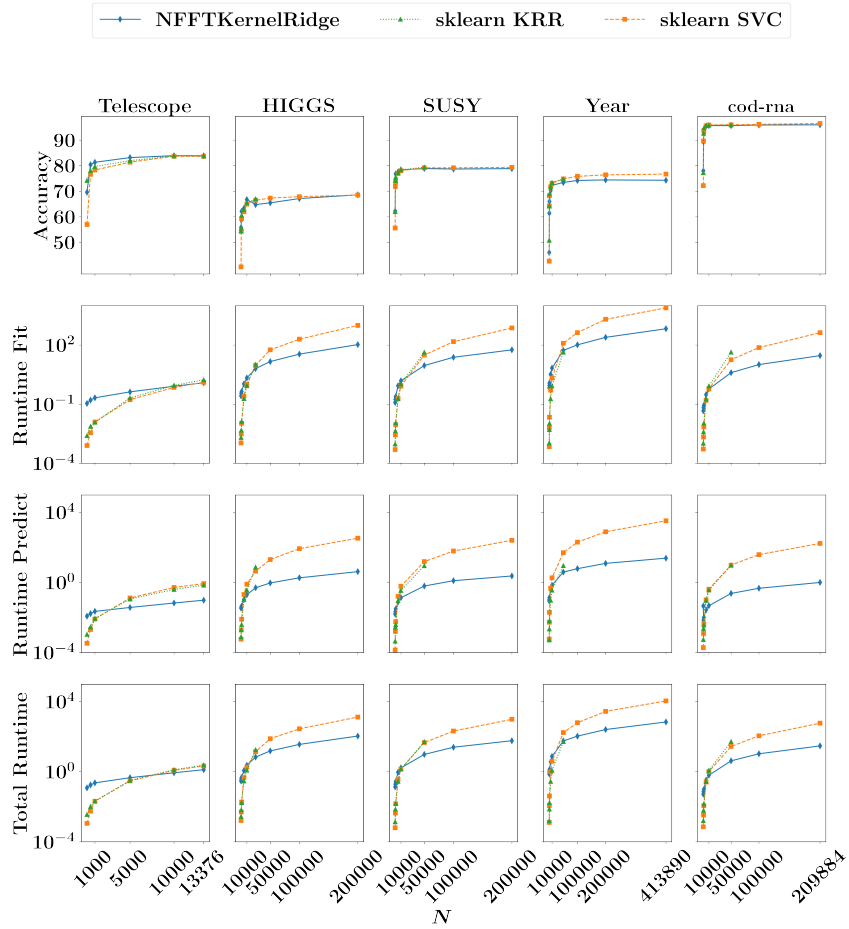 NFFTKernelRidge sklearn KRR sklearn SVC
Telescope HIGGS SUSY Year cod-rna
Accuracy
90
80
70
60
50
Runtime Fit
10^2
10^-1
10^-4
Runtime Predict
10^4
10^0
10^-4
Total Runtime
10^4
10^0
10^-4
1000 5000 10000 13376 10000 50000 100000 200000 10000 50000 100000 200000 10000 100000 200000 413890 10000 50000 100000 209884
N